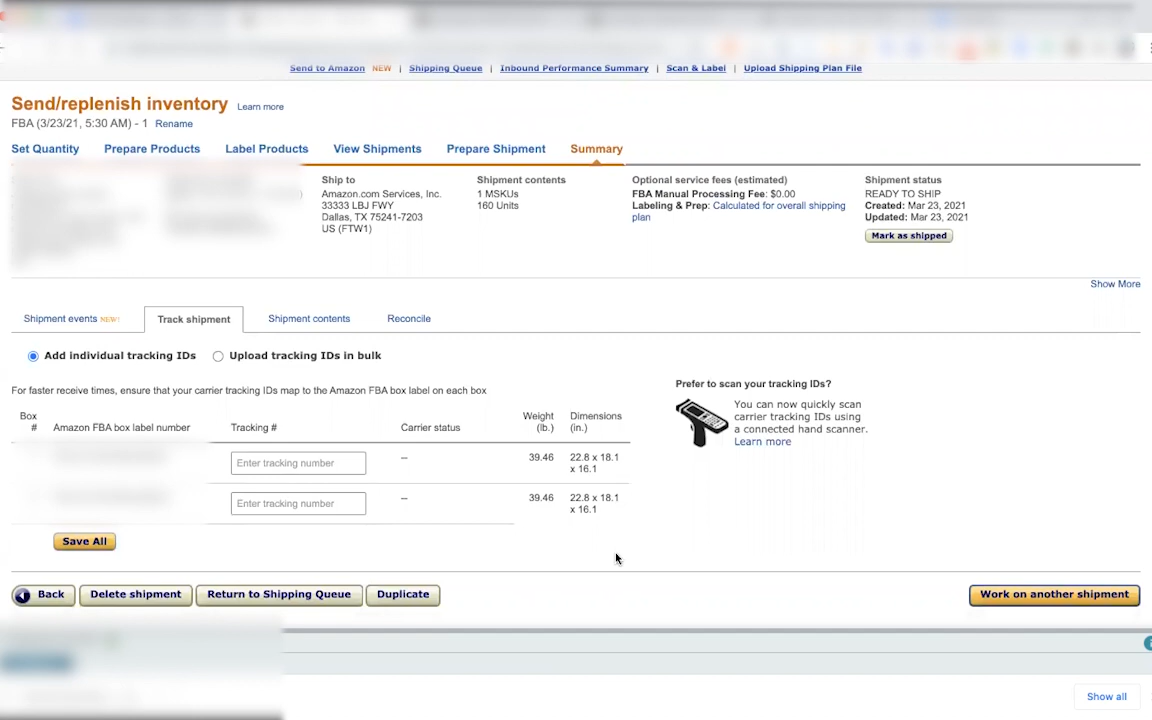 Send to Amazon NEW | Shipping Queue | Inbound Performance Summary | Scan & Label | Upload Shipping Plan File
Send/replenish inventory Learn more
FBA (3/23/21, 5:30 AM) - 1 Rename
Set Quantity Prepare Products Label Products View Shipments Prepare Shipment Summary
Ship to
Amazon.com Services, Inc.
33333 LBJ FWY
Dallas, TX 75241-7203
US (FTW1)
Shipment contents
1 MSKUs
160 Units
Optional service fees (estimated)
FBA Manual Processing Fee: $0.00
Labeling & Prep: Calculated for overall shipping
plan
Shipment status
READY TO SHIP
Created: Mar 23, 2021
Updated: Mar 23, 2021
Mark as shipped
Show More
Shipment events NEW! Track shipment Shipment contents Reconcile
Add individual tracking IDs Upload tracking IDs in bulk
For faster receive times, ensure that your carrier tracking IDs map to the Amazon FBA box label on each box
Box
#
Amazon FBA box label number
Tracking #
Carrier status
Weight
(lb.)
Dimensions
(in.)
Enter tracking number -- 39.46 22.8 x 18.1
x 16.1
Enter tracking number -- 39.46 22.8 x 18.1
x 16.1
Save All
Prefer to scan your tracking IDs?
You can now quickly scan
carrier tracking IDs using
a connected hand scanner.
Learn more
Back Delete shipment Return to Shipping Queue Duplicate Work on another shipment
Show all